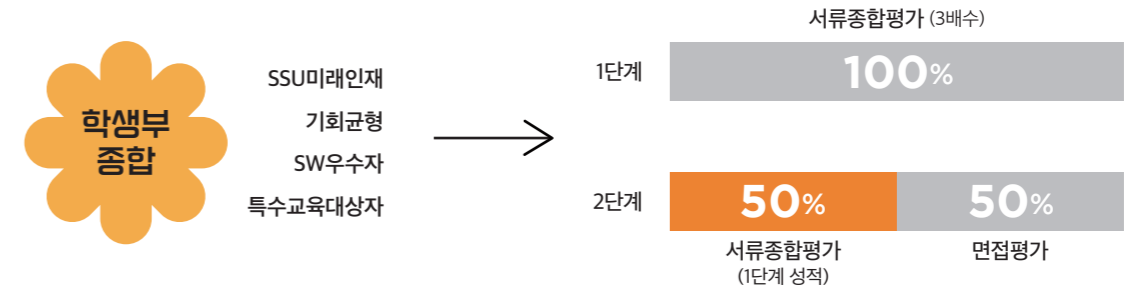 학생부
종합
SSU미래인재
기회균형
SW우수자
특수교육대상자
서류종합평가 (3배수)
1단계
100%
2단계
50%
50%
서류종합평가
(1단계 성적)
면접평가